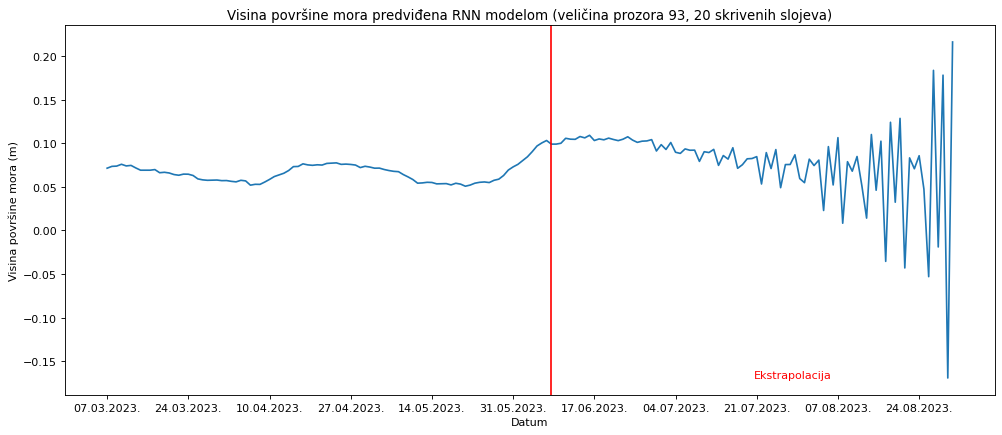 Visina površine mora predviđena RNN modelom (veličina prozora 93, 20 skrivenih slojeva)
Visina površine mora (m)
0.20
0.15
0.10
0.05
0.00
−0.05
−0.10
−0.15
Ekstrapolacija
07.03.2023. 24.03.2023. 10.04.2023. 27.04.2023. 14.05.2023. 31.05.2023. 17.06.2023. 04.07.2023. 21.07.2023. 07.08.2023. 24.08.2023.
Datum